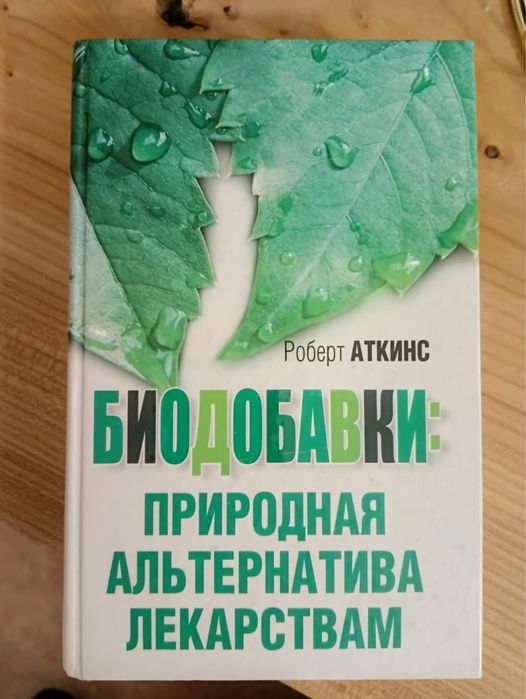 Роберт АТКИНС
БИОДОБАВКИ:
ПРИРОДНАЯ
АЛЬТЕРНАТИВА
ЛЕКАРСТВАМ